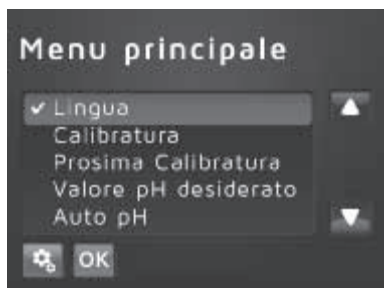 Menu principale
Lingua
Calibratura
Prosima Calibratura
Valore pH desiderato
Auto pH
OK